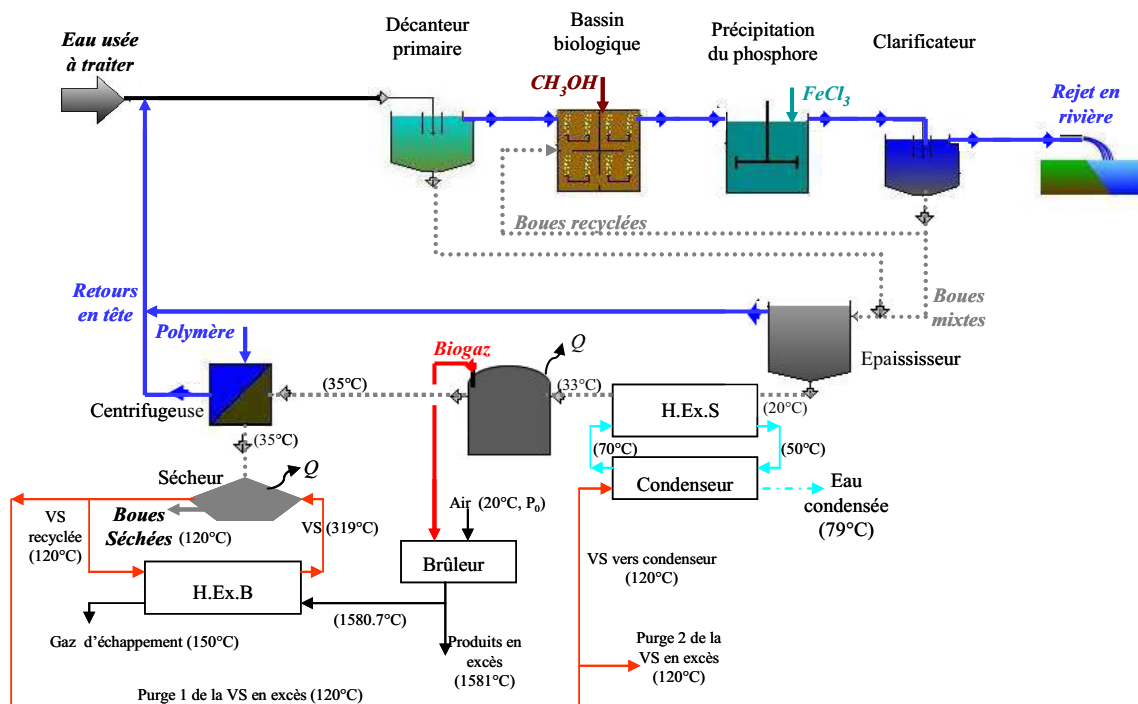 Eau usée
à traiter
Décanteur
primaire
Bassin
biologique
Précipitation
du phosphore
Clarificateur
CH3OH
FeCl3
Rejet en
rivière
Boues recyclées
Boues
mixtes
Retours
en tête
Polymère
Biogaz
Q
Epaississeur
(35°C)
(33°C)
H.Ex.S
(20°C)
Centrifugeuse
(35°C)
(70°C)
(50°C)
Sécheur
Q
Condenseur
Eau
condensée
(79°C)
Air (20°C, P0)
VS
recyclée
(120°C)
Boues
Séchées
(120°C)
VS (319°C)
Brûleur
VS vers condenseur
(120°C)
H.Ex.B
(1580.7°C)
Gaz d’échappement (150°C)
Produits en
excès
(1581°C)
Purge 2 de la
VS en excès
(120°C)
Purge 1 de la VS en excès (120°C)